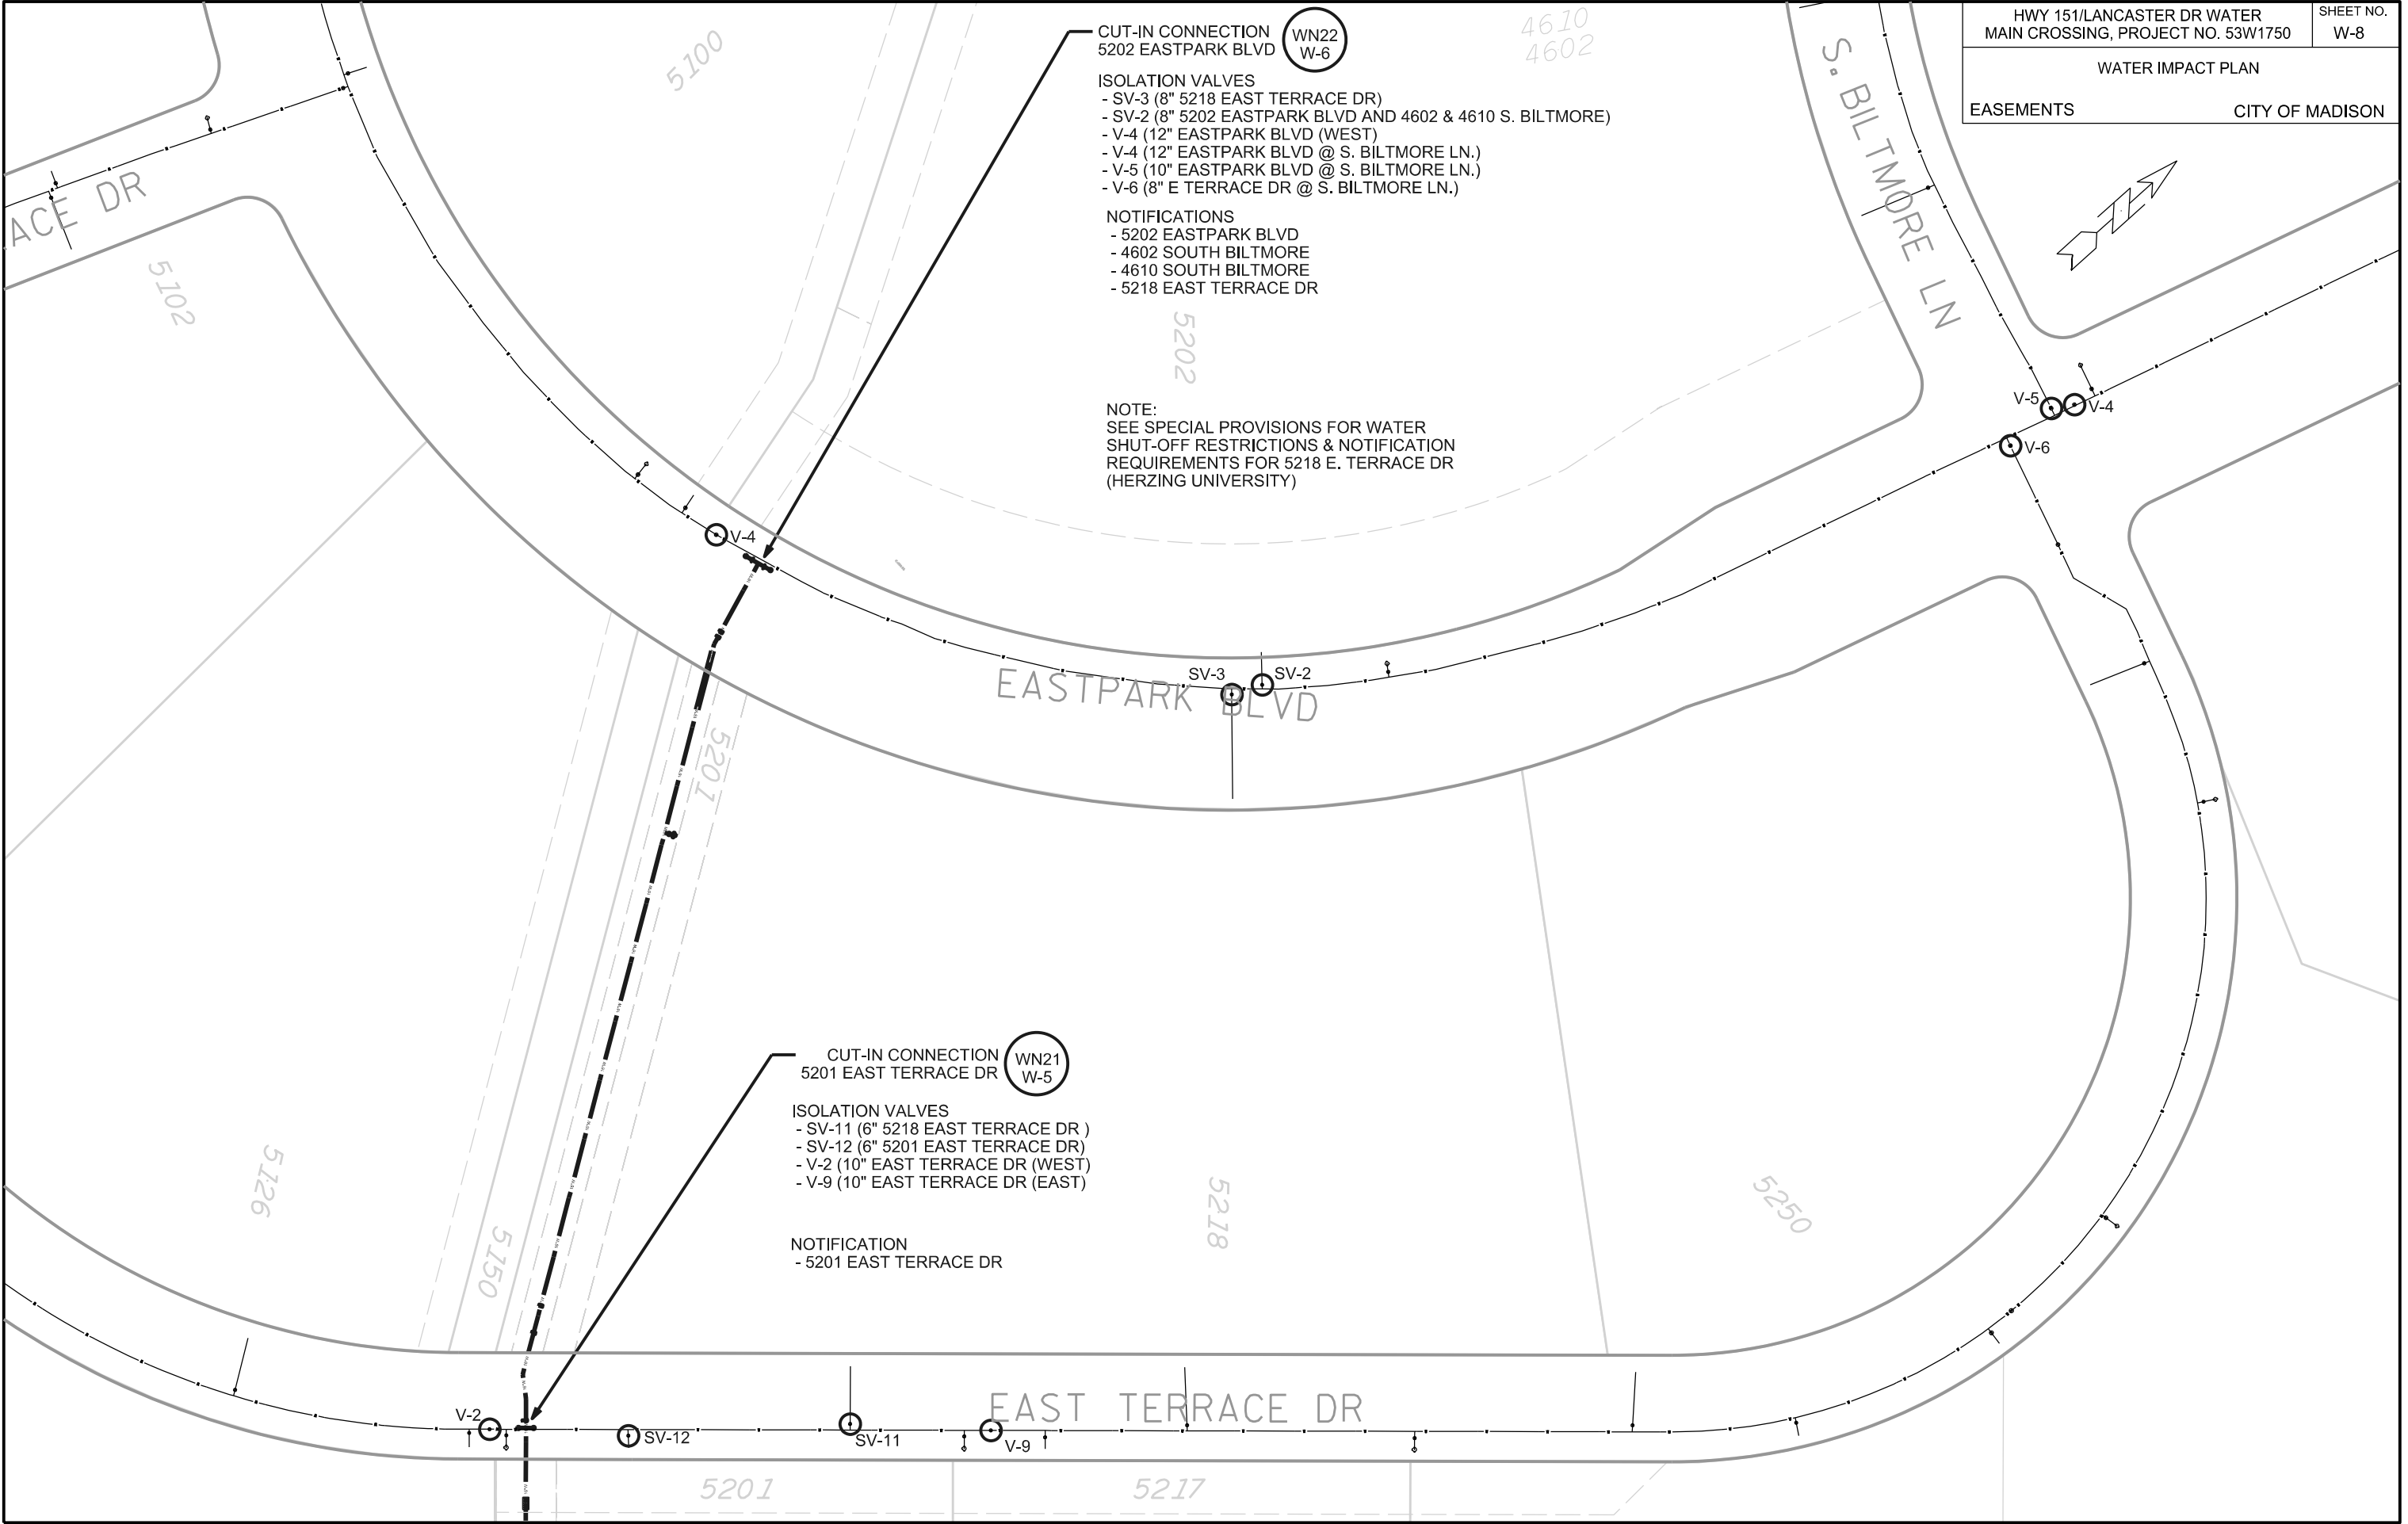 HWY 151/LANCASTER DR WATER
MAIN CROSSING, PROJECT NO. 53W1750
SHEET NO.
W-8
WATER IMPACT PLAN
EASEMENTS
CITY OF MADISON
CUT-IN CONNECTION
5202 EASTPARK BLVD
WN22
W-6
ISOLATION VALVES
- SV-3 (8" 5218 EAST TERRACE DR)
- SV-2 (8" 5202 EASTPARK BLVD AND 4602 & 4610 S. BILTMORE)
- V-4 (12" EASTPARK BLVD (WEST)
- V-4 (12" EASTPARK BLVD @ S. BILTMORE LN.)
- V-5 (10" EASTPARK BLVD @ S. BILTMORE LN.)
- V-6 (8" E TERRACE DR @ S. BILTMORE LN.)
NOTIFICATIONS
- 5202 EASTPARK BLVD
- 4602 SOUTH BILTMORE
- 4610 SOUTH BILTMORE
- 5218 EAST TERRACE DR
NOTE:
SEE SPECIAL PROVISIONS FOR WATER
SHUT-OFF RESTRICTIONS & NOTIFICATION
REQUIREMENTS FOR 5218 E. TERRACE DR
(HERZING UNIVERSITY)
5100
4610
4602
S. BILTMORE LN
ACE DR
5102
5202
V-5
V-4
V-6
V-4
SV-3
SV-2
EASTPARK BLVD
5201
CUT-IN CONNECTION
5201 EAST TERRACE DR
WN21
W-5
ISOLATION VALVES
- SV-11 (6" 5218 EAST TERRACE DR )
- SV-12 (6" 5201 EAST TERRACE DR)
- V-2 (10" EAST TERRACE DR (WEST)
- V-9 (10" EAST TERRACE DR (EAST)
NOTIFICATION
- 5201 EAST TERRACE DR
5126
5150
5218
5250
EAST TERRACE DR
V-2
SV-12
SV-11
V-9
5201
5217